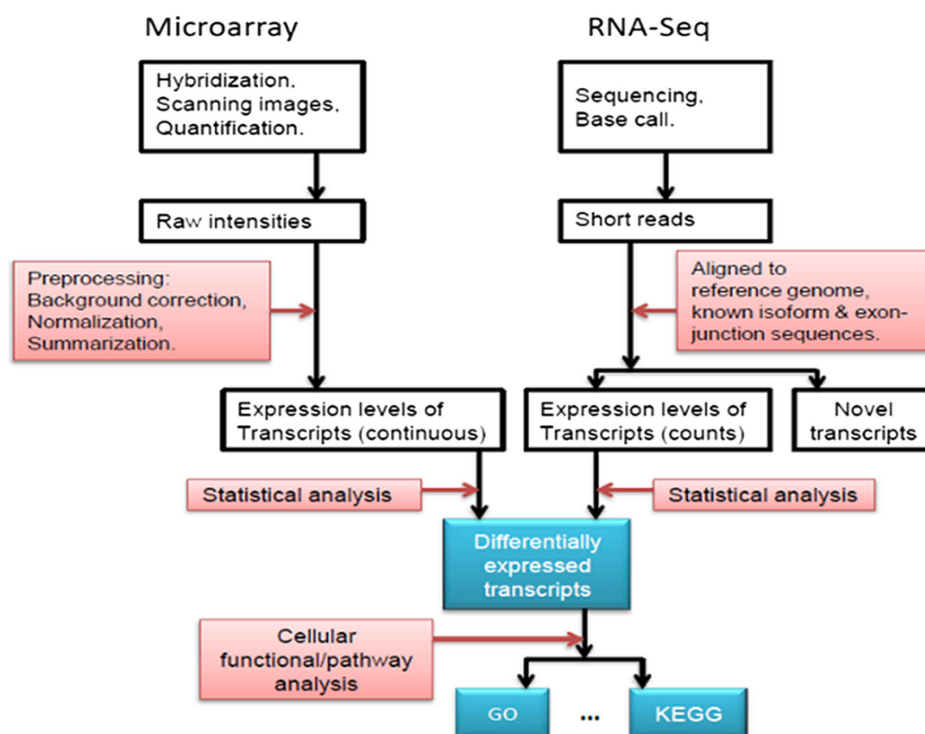 Microarray
RNA-Seq
Hybridization,
Scanning images,
Quantification.
Sequencing,
Base call.
Raw intensities
Short reads
Preprocessing:
Background correction,
Normalization,
Summarization.
Aligned to
reference genome,
known isoform & exon-
junction sequences.
Expression levels of
Transcripts (continuous)
Expression levels of
Transcripts (counts)
Novel
transcripts
Statistical analysis
Statistical analysis
Differentially
expressed
transcripts
Cellular
functional/pathway
analysis
GO
...
KEGG